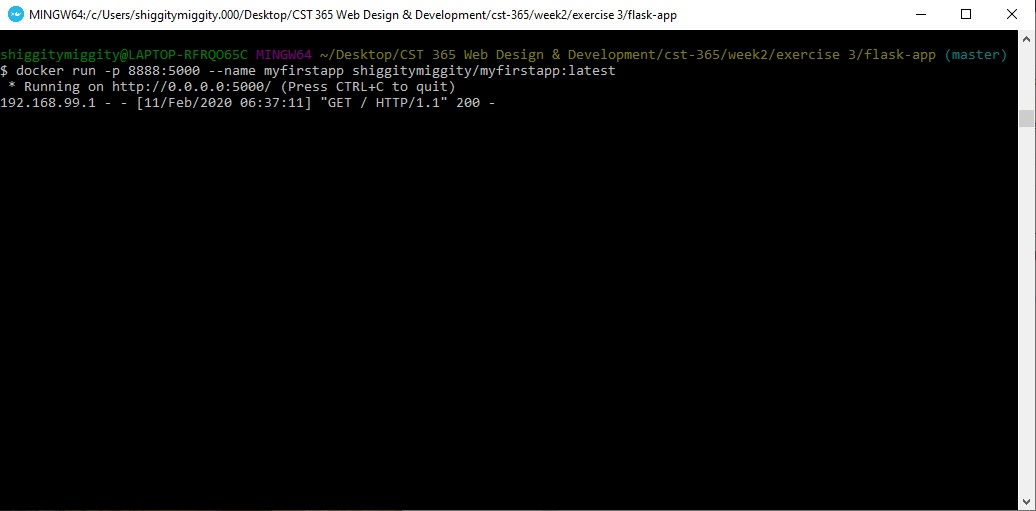 MINGW64:/c/Users/shiggitymiggity.000/Desktop/CST 365 Web Design & Development/cst-365/week2/exercise 3/flask-app
shiggitymiggity@LAPTOP-RFRQO65C MINGW64 ~/Desktop/CST 365 Web Design & Development/cst-365/week2/exercise 3/flask-app (master)
$ docker run -p 8888:5000 --name myfirstapp shiggitymiggity/myfirstapp:latest
 * Running on http://0.0.0.0:5000/ (Press CTRL+C to quit)
192.168.99.1 - - [11/Feb/2020 06:37:11] "GET / HTTP/1.1" 200 -